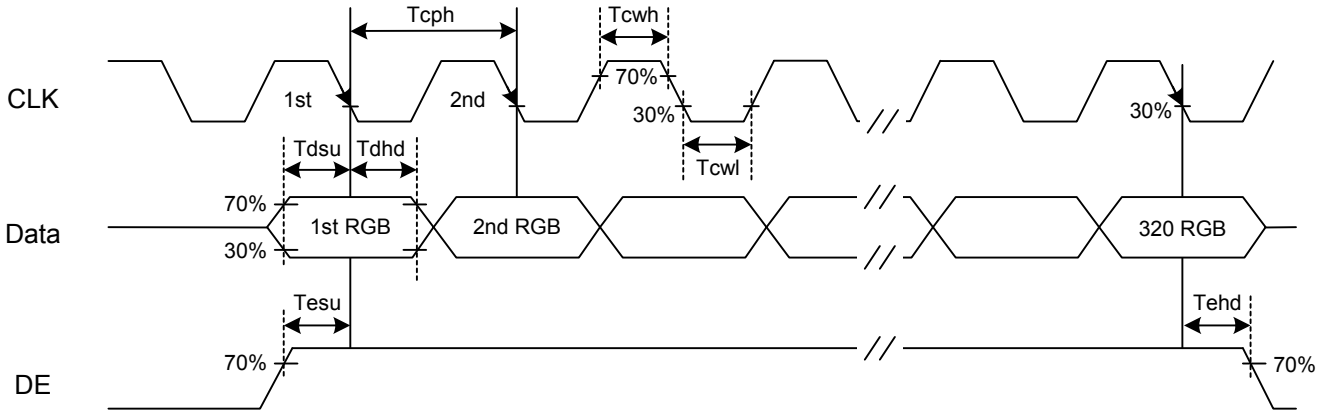 Tcph
Tcwh
CLK
1st
2nd
70%
30%
30%
Tcwl
Tdsu
Tdhd
Data
70%
30%
1st RGB
2nd RGB
320 RGB
Tesu
Tehd
DE
70%
70%